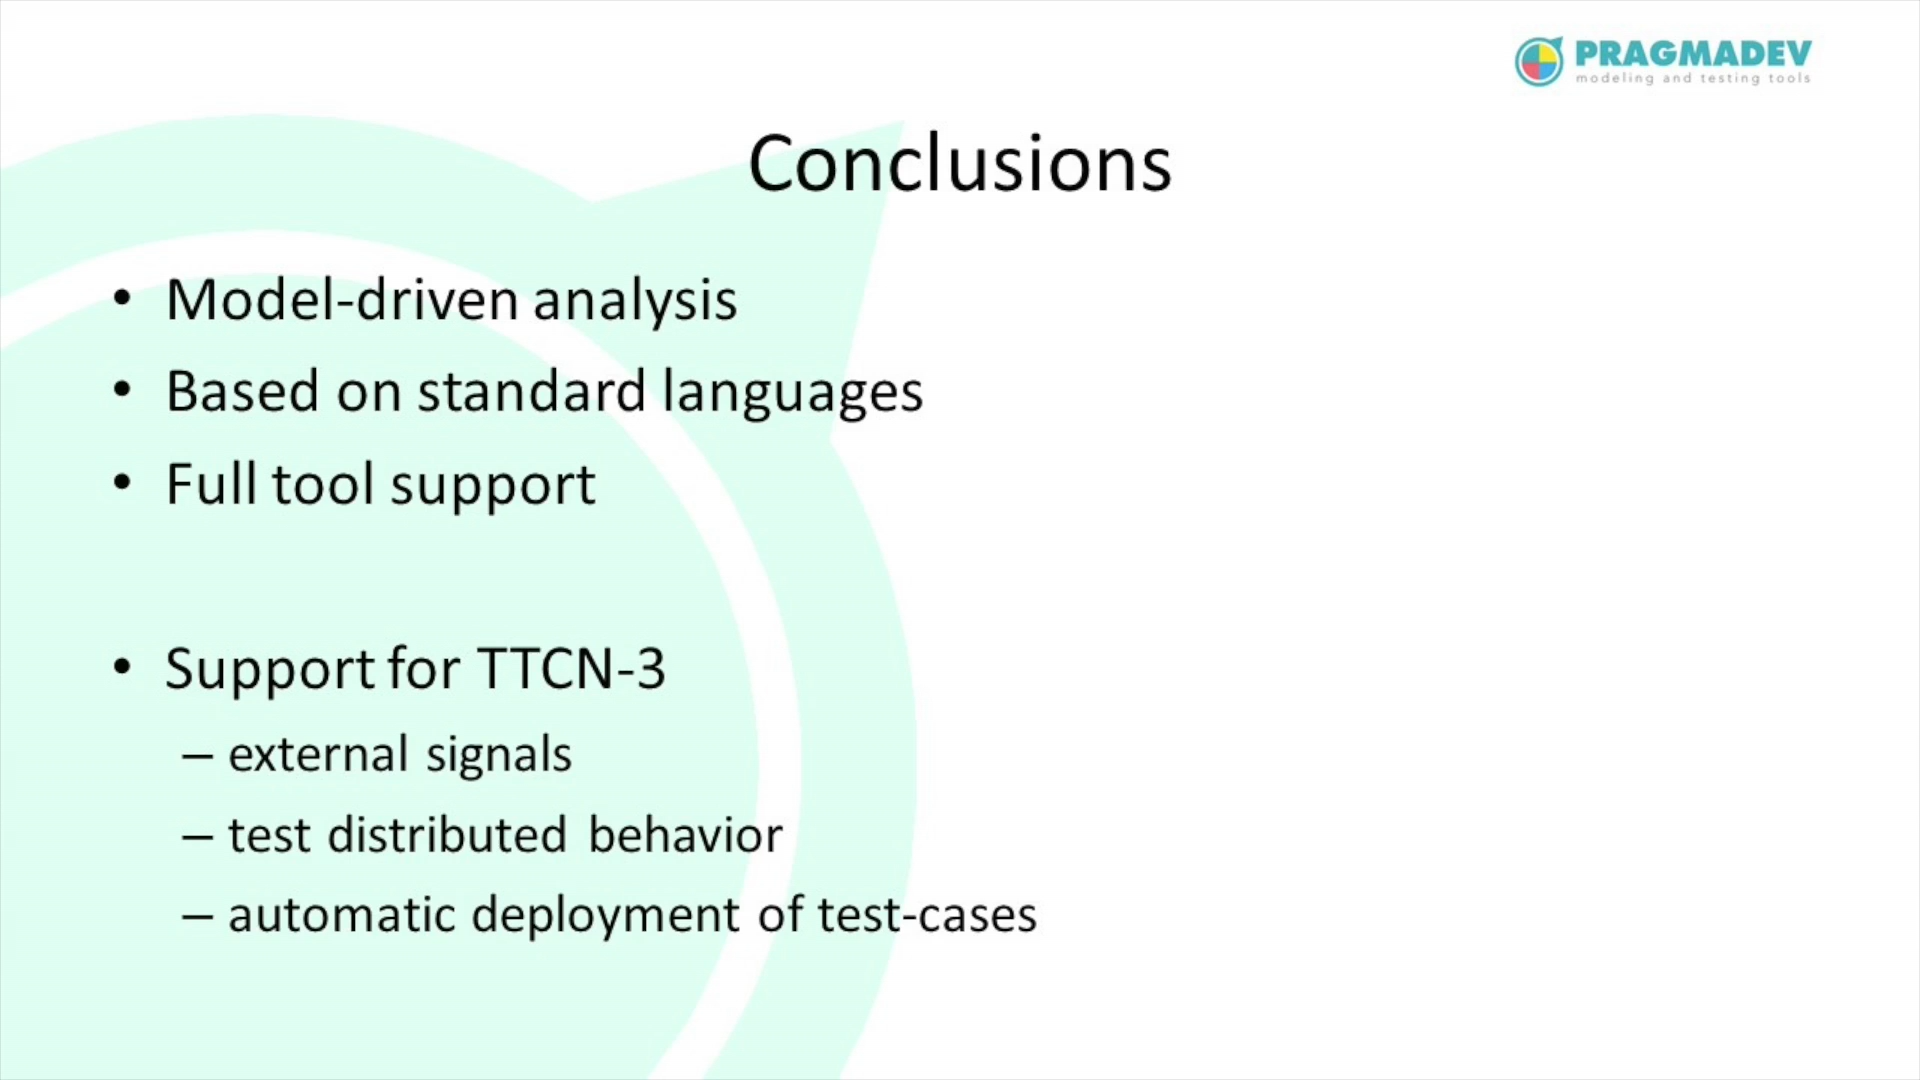 PRAGMADEV
modeling and testing tools
Conclusions
• Model-driven analysis
• Based on standard languages
• Full tool support
• Support for TTCN-3
– external signals
– test distributed behavior
– automatic deployment of test-cases